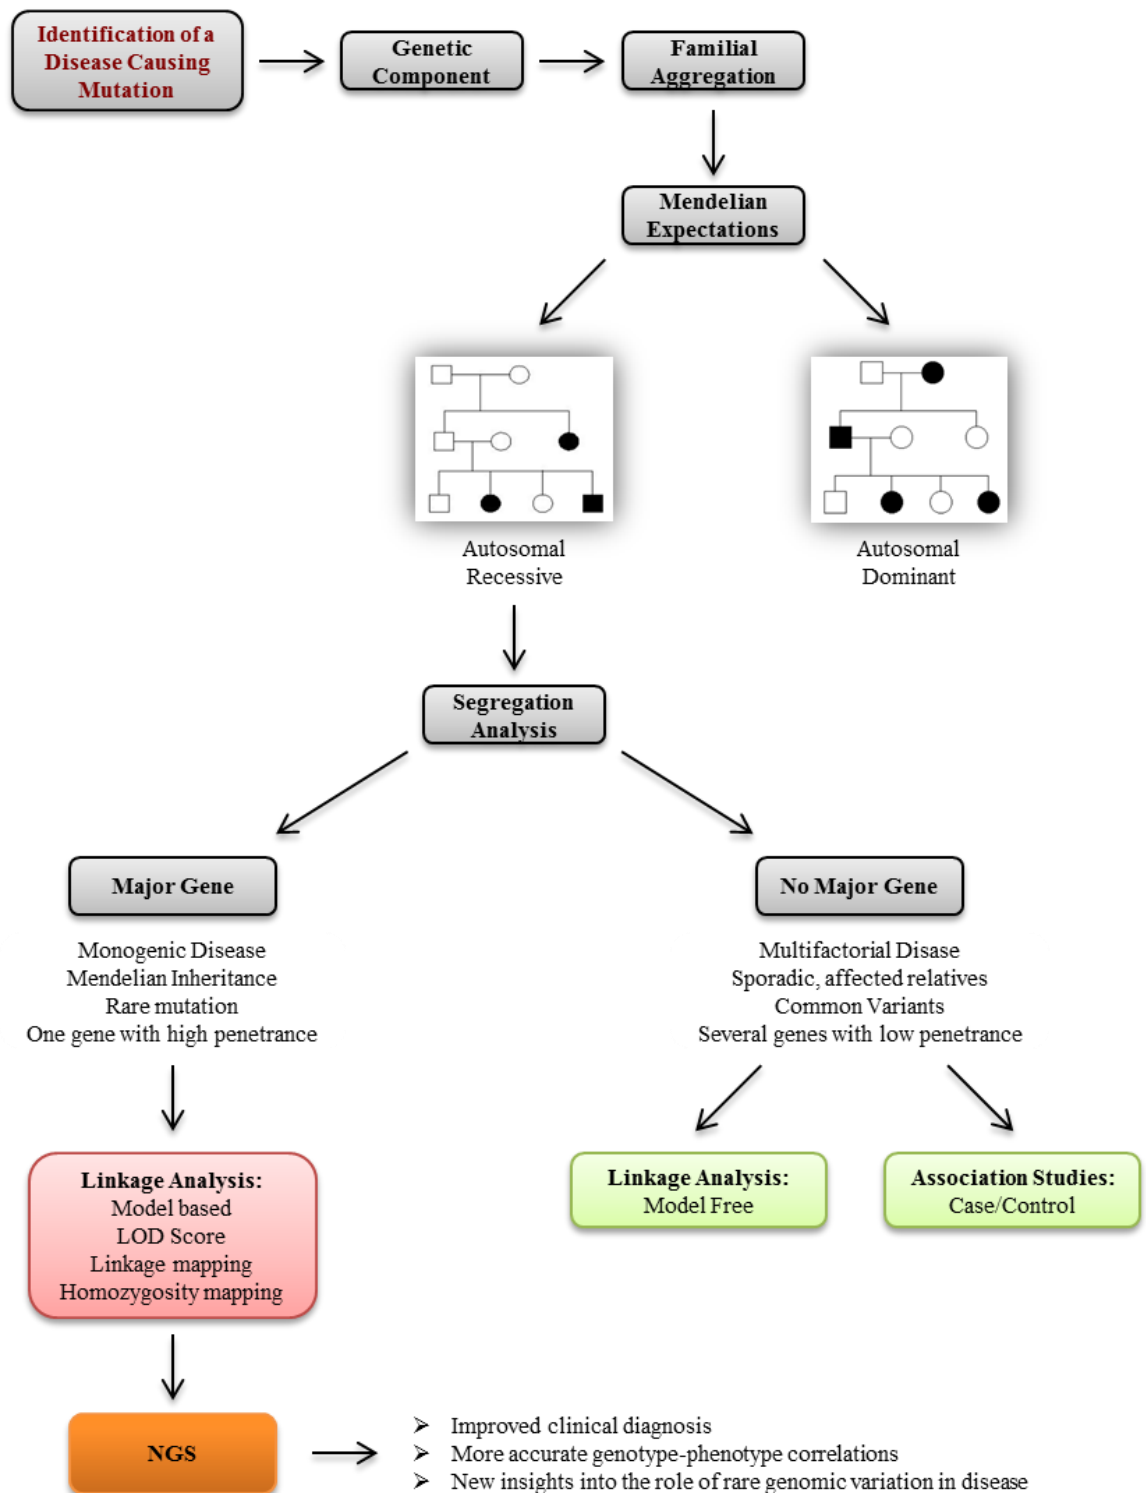 Identification of a
Disease Causing
Mutation
Genetic
Component
Familial
Aggregation
Mendelian
Expectations
Autosomal
Recessive
Autosomal
Dominant
Segregation
Analysis
Major Gene
Monogenic Disease
Mendelian Inheritance
Rare mutation
One gene with high penetrance
No Major Gene
Multifactorial Disase
Sporadic, affected relatives
Common Variants
Several genes with low penetrance
Linkage Analysis:
Model based
LOD Score
Linkage mapping
Homozygosity mapping
Linkage Analysis:
Model Free
Association Studies:
Case/Control
NGS
Improved clinical diagnosis
More accurate genotype-phenotype correlations
New insights into the role of rare genomic variation in disease